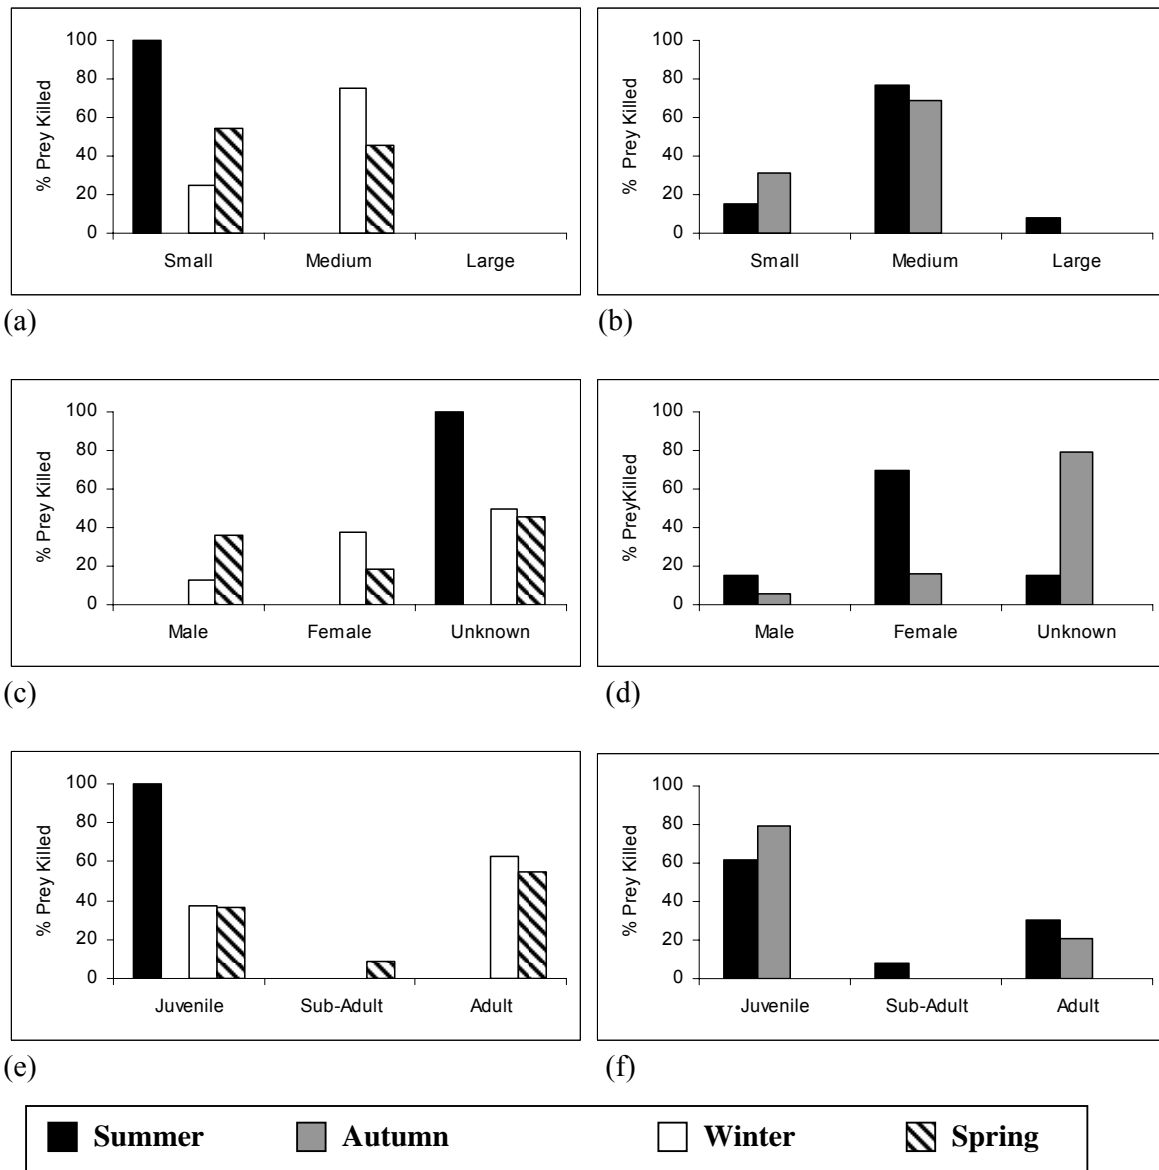 100
80
60
40
20
0
% Prey Killed
Small Medium Large
(a)
100
80
60
40
20
0
% Prey Killed
Small Medium Large
(b)
100
80
60
40
20
0
% Prey Killed
Male Female Unknown
(c)
100
80
60
40
20
0
% PreyKilled
Male Female Unknown
(d)
100
80
60
40
20
0
% Prey Killed
Juvenile Sub-Adult Adult
(e)
100
80
60
40
20
0
% Prey Killed
Juvenile Sub-Adult Adult
(f)
Summer Autumn Winter Spring